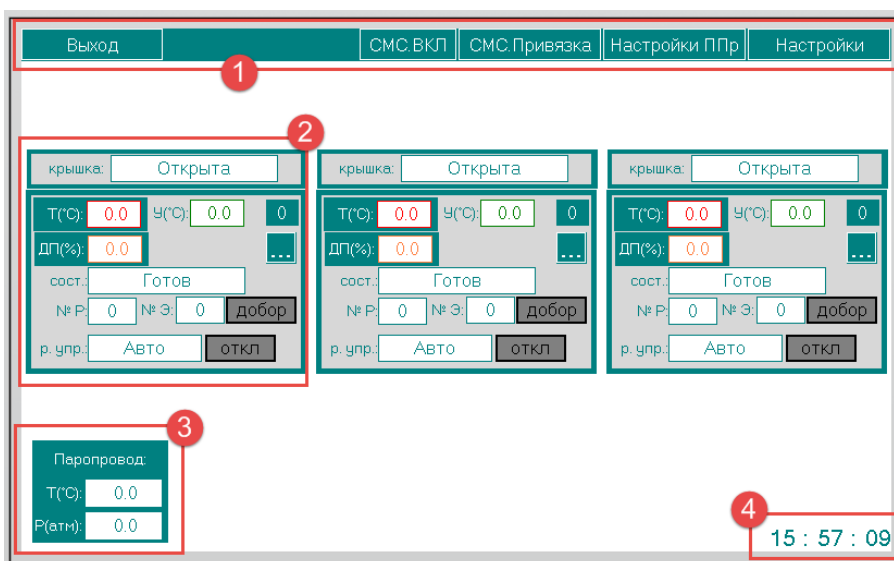 Выход СМС.ВКЛ СМС.Привязка Настройки ППр Настройки
1
2
крышка: Открыта крышка: Открыта крышка: Открыта
T(°C): 0.0 У(°C): 0.0 0 T(°C): 0.0 У(°C): 0.0 0 T(°C): 0.0 У(°C): 0.0 0
ДП(%): 0.0 ... ДП(%): 0.0 ... ДП(%): 0.0 ...
сост.: Готов сост.: Готов сост.: Готов
№ Р: 0 № Э: 0 добор № Р: 0 № Э: 0 добор № Р: 0 № Э: 0 добор
р. упр.: Авто откл р. упр.: Авто откл р. упр.: Авто откл
3
Паропровод:
T(°C): 0.0
P(атм): 0.0
4
15 : 57 : 09